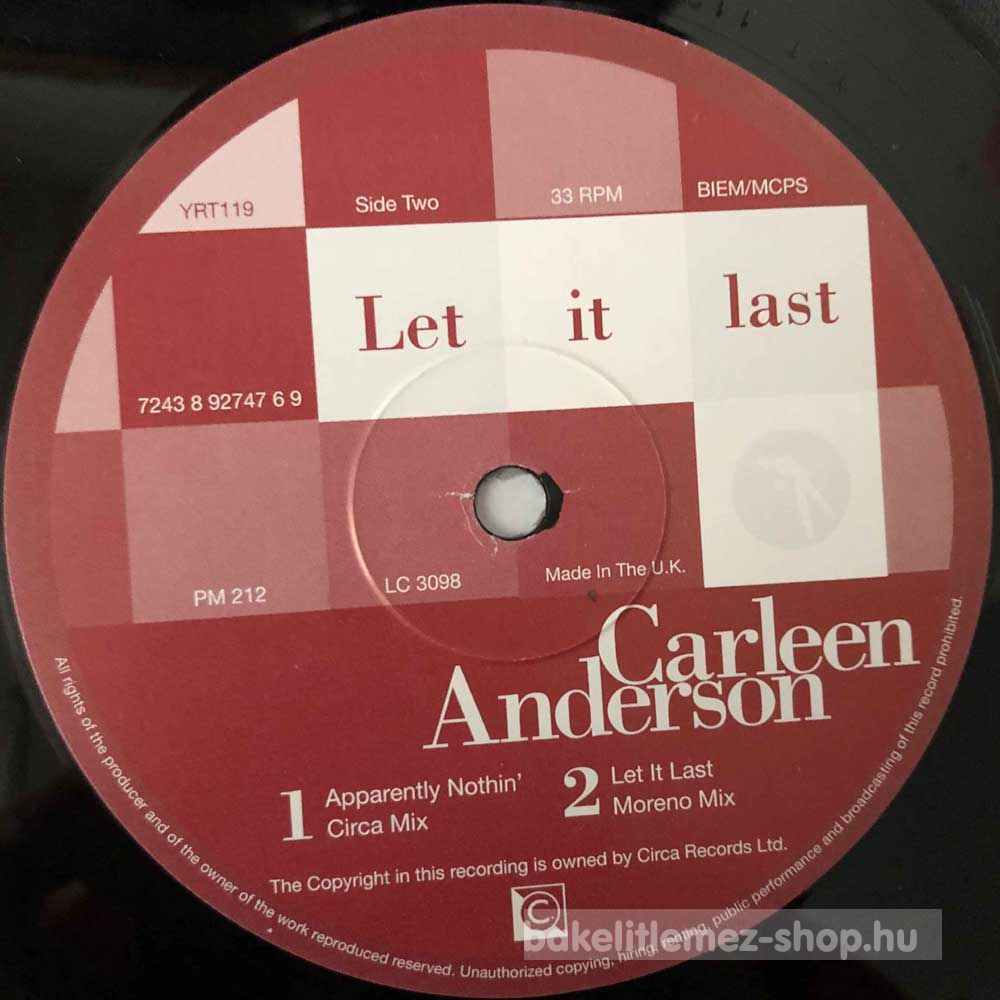 YRT119
Side Two
33 RPM
BIEM/MCPS
Let it last
7243 8 92747 6 9
PM 212
LC 3098
Made In The U.K.
Carleen
Anderson
1 Apparently Nothin'
Circa Mix
2 Let It Last
Moreno Mix
The Copyright in this recording is owned by Circa Records Ltd.
C
All rights of the producer and of the owner of the work reproduced reserved. Unauthorized copying, hiring, renting, public performance and broadcasting of this record prohibited.
bakelitlemez-shop.hu